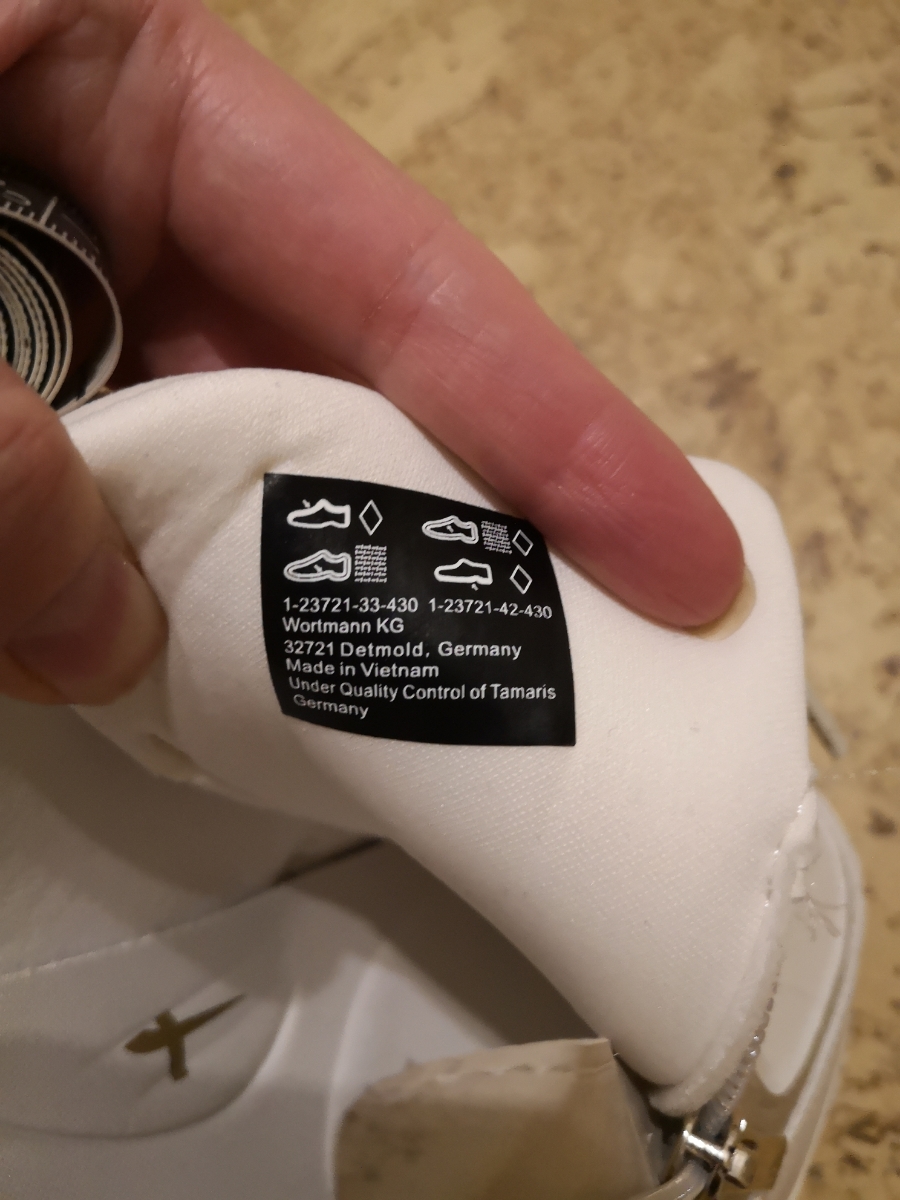 1-23721-33-430 1-23721-42-430
Wortmann KG
32721 Detmold, Germany
Made in Vietnam
Under Quality Control of Tamaris
Germany